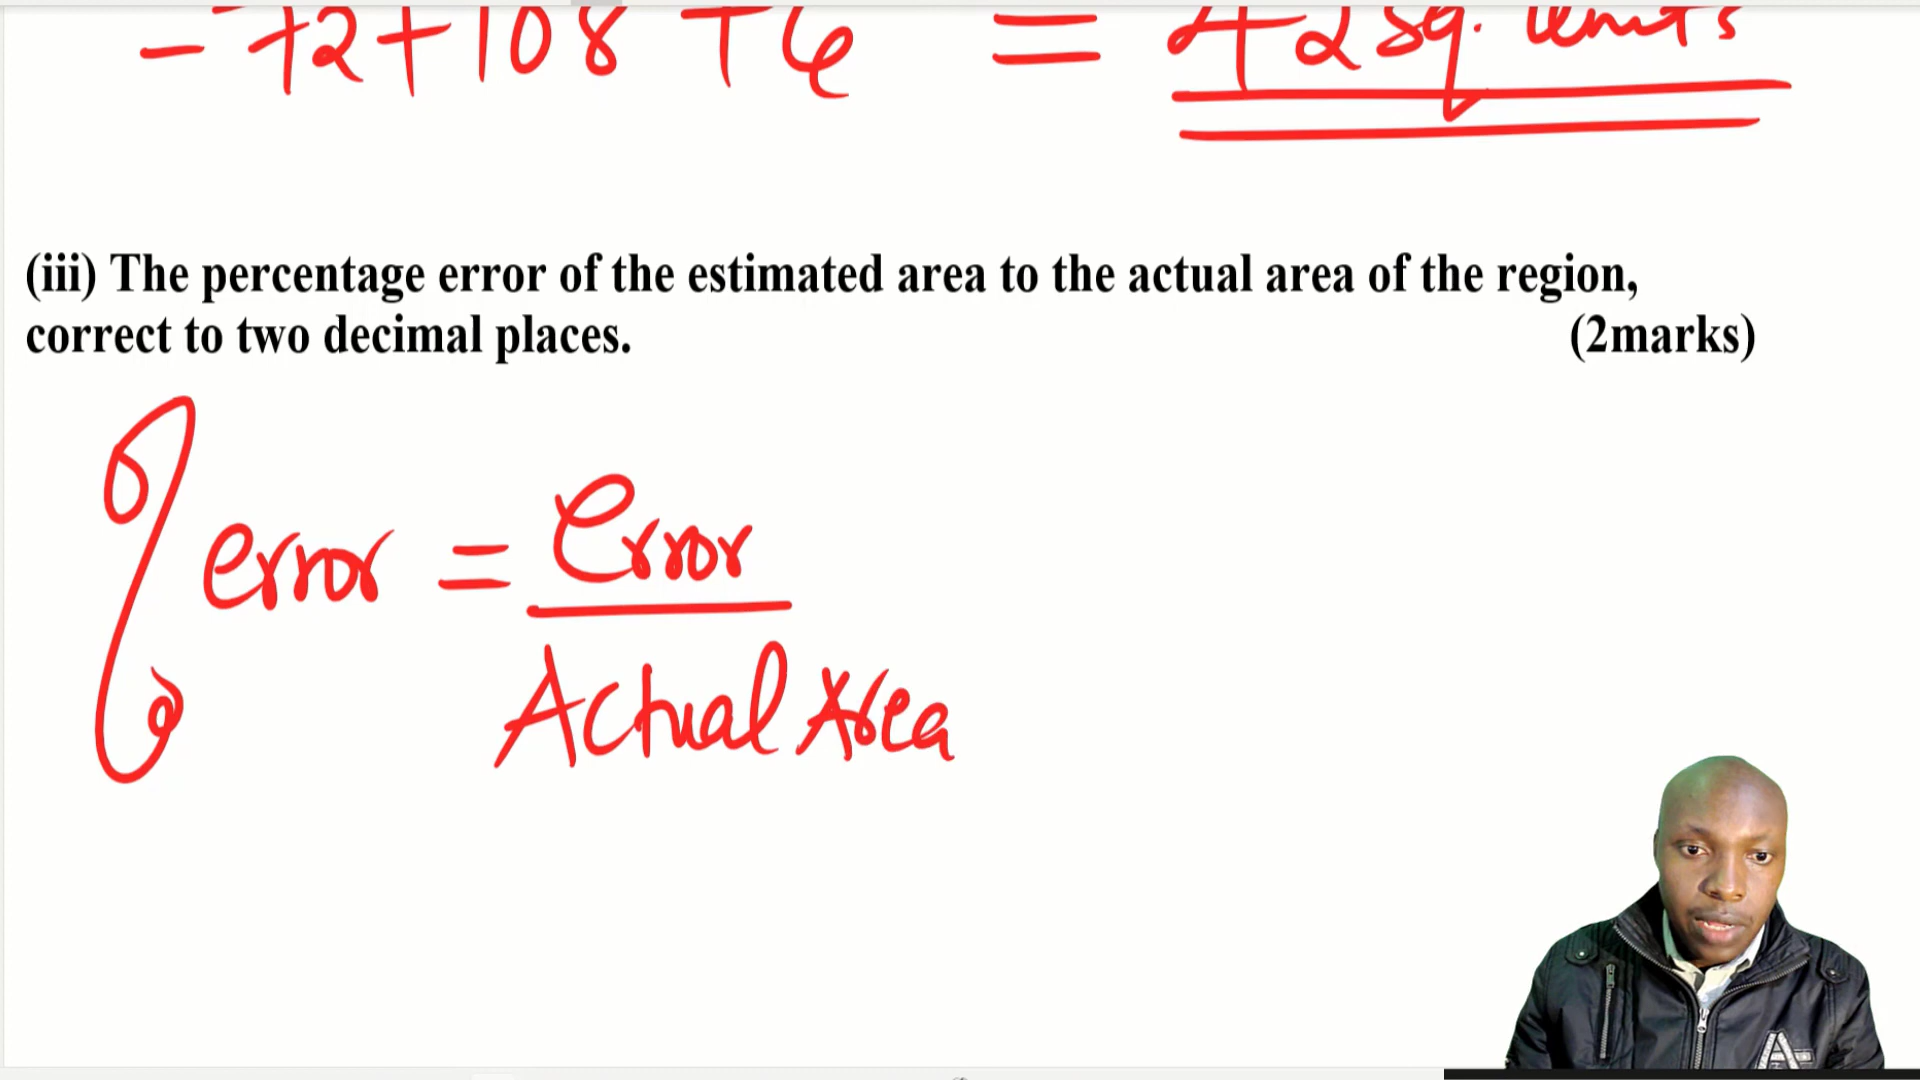 - 72 + 108 + 6 = 42 sq. units
(iii) The percentage error of the estimated area to the actual area of the region,
correct to two decimal places. (2marks)
% error = Error
Actual Area
A